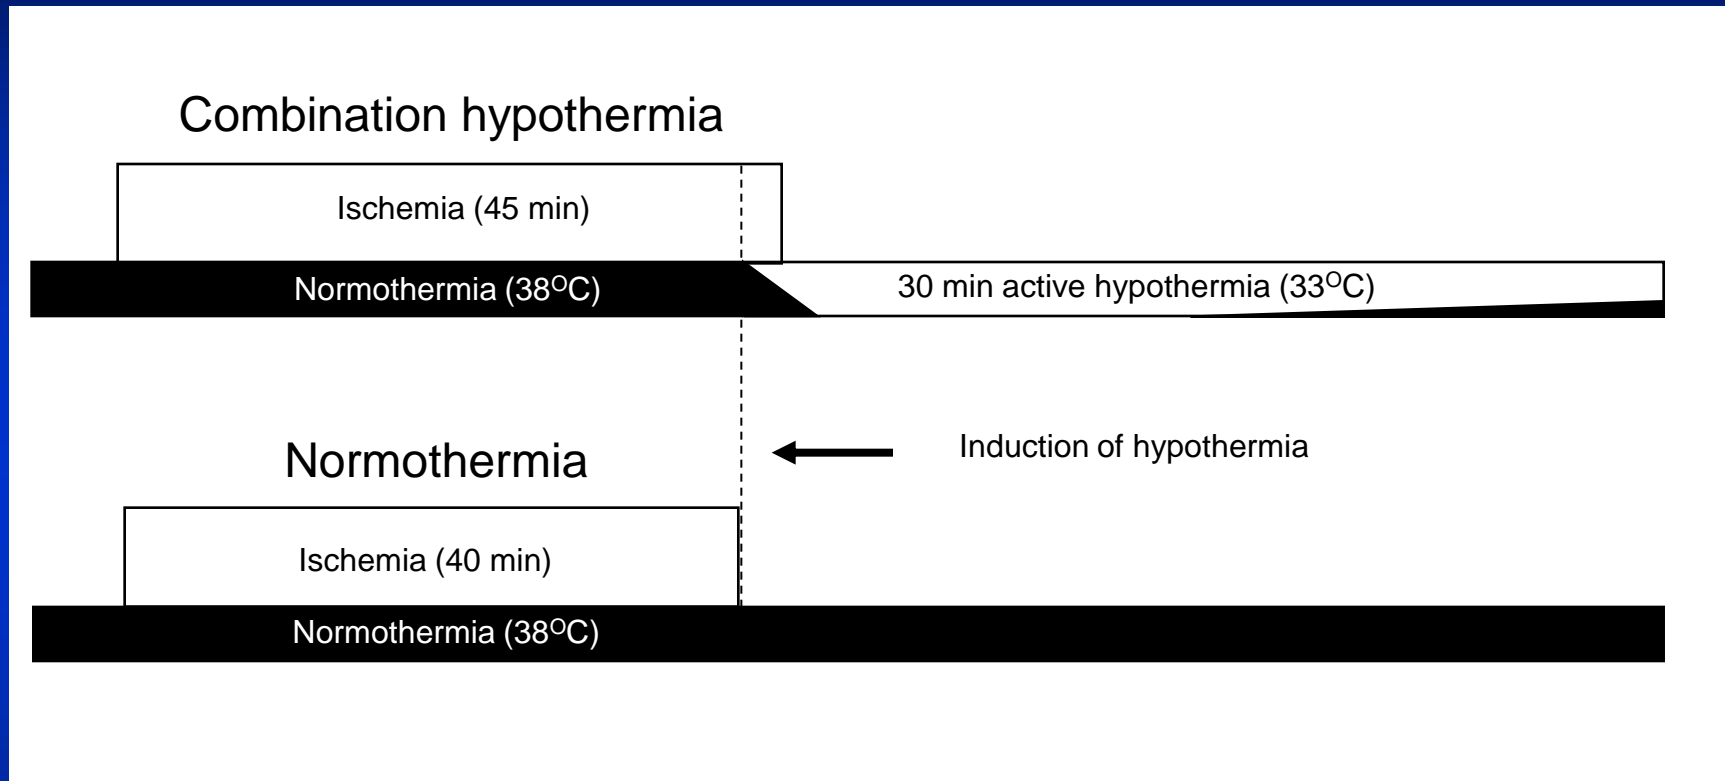 Combination hypothermia
Ischemia (45 min)
Normothermia (38ᴼC)
30 min active hypothermia (33ᴼC)
Induction of hypothermia
Normothermia
Ischemia (40 min)
Normothermia (38ᴼC)